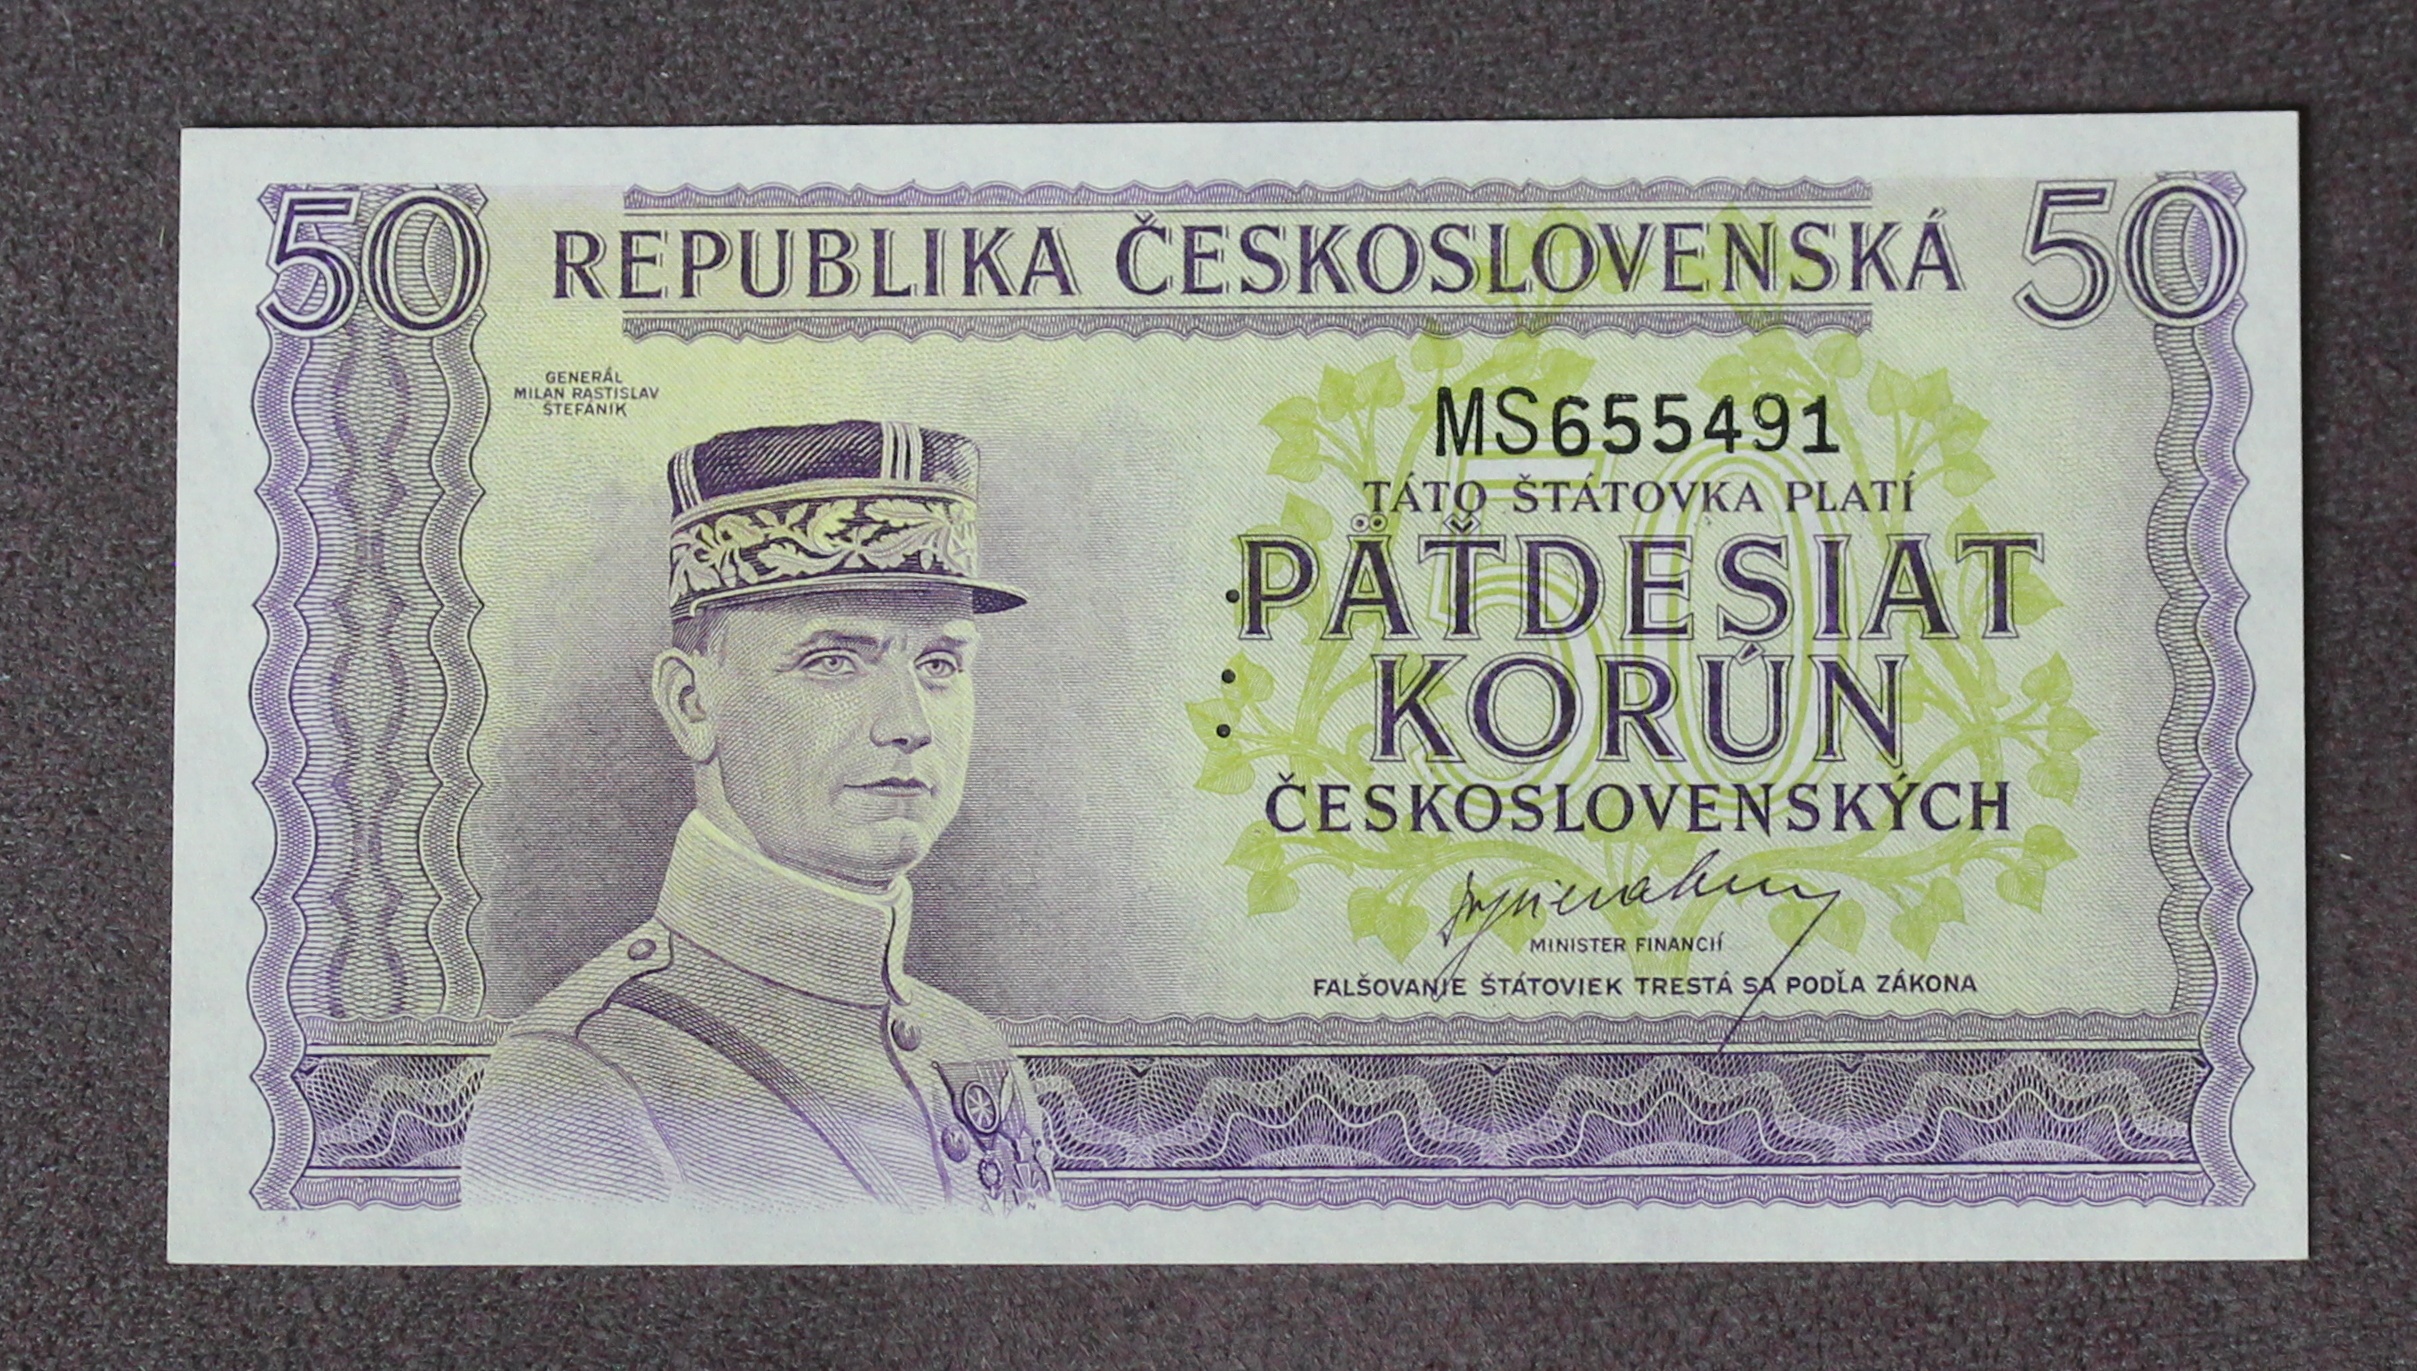 50 REPUBLIKA ČESKOSLOVENSKÁ 50
GENERÁL
MILAN RASTISLAV
ŠTEFÁNIK
MS655491
TÁTO ŠTÁTOVKA PLATÍ
PÄŤDESIAT
KORÚN
ČESKOSLOVENSKÝCH
MINISTER FINANCIÍ
FALŠOVANIE ŠTÁTOVIEK TRESTÁ SA PODĽA ZÁKONA
50